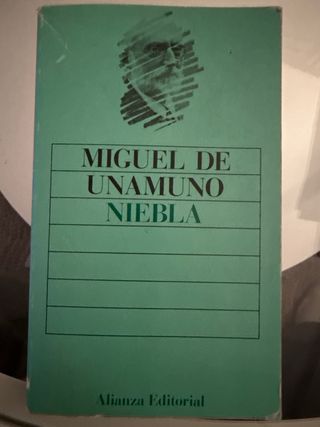 MIGUEL DE
UNAMUNO
NIEBLA
Alianza Editorial